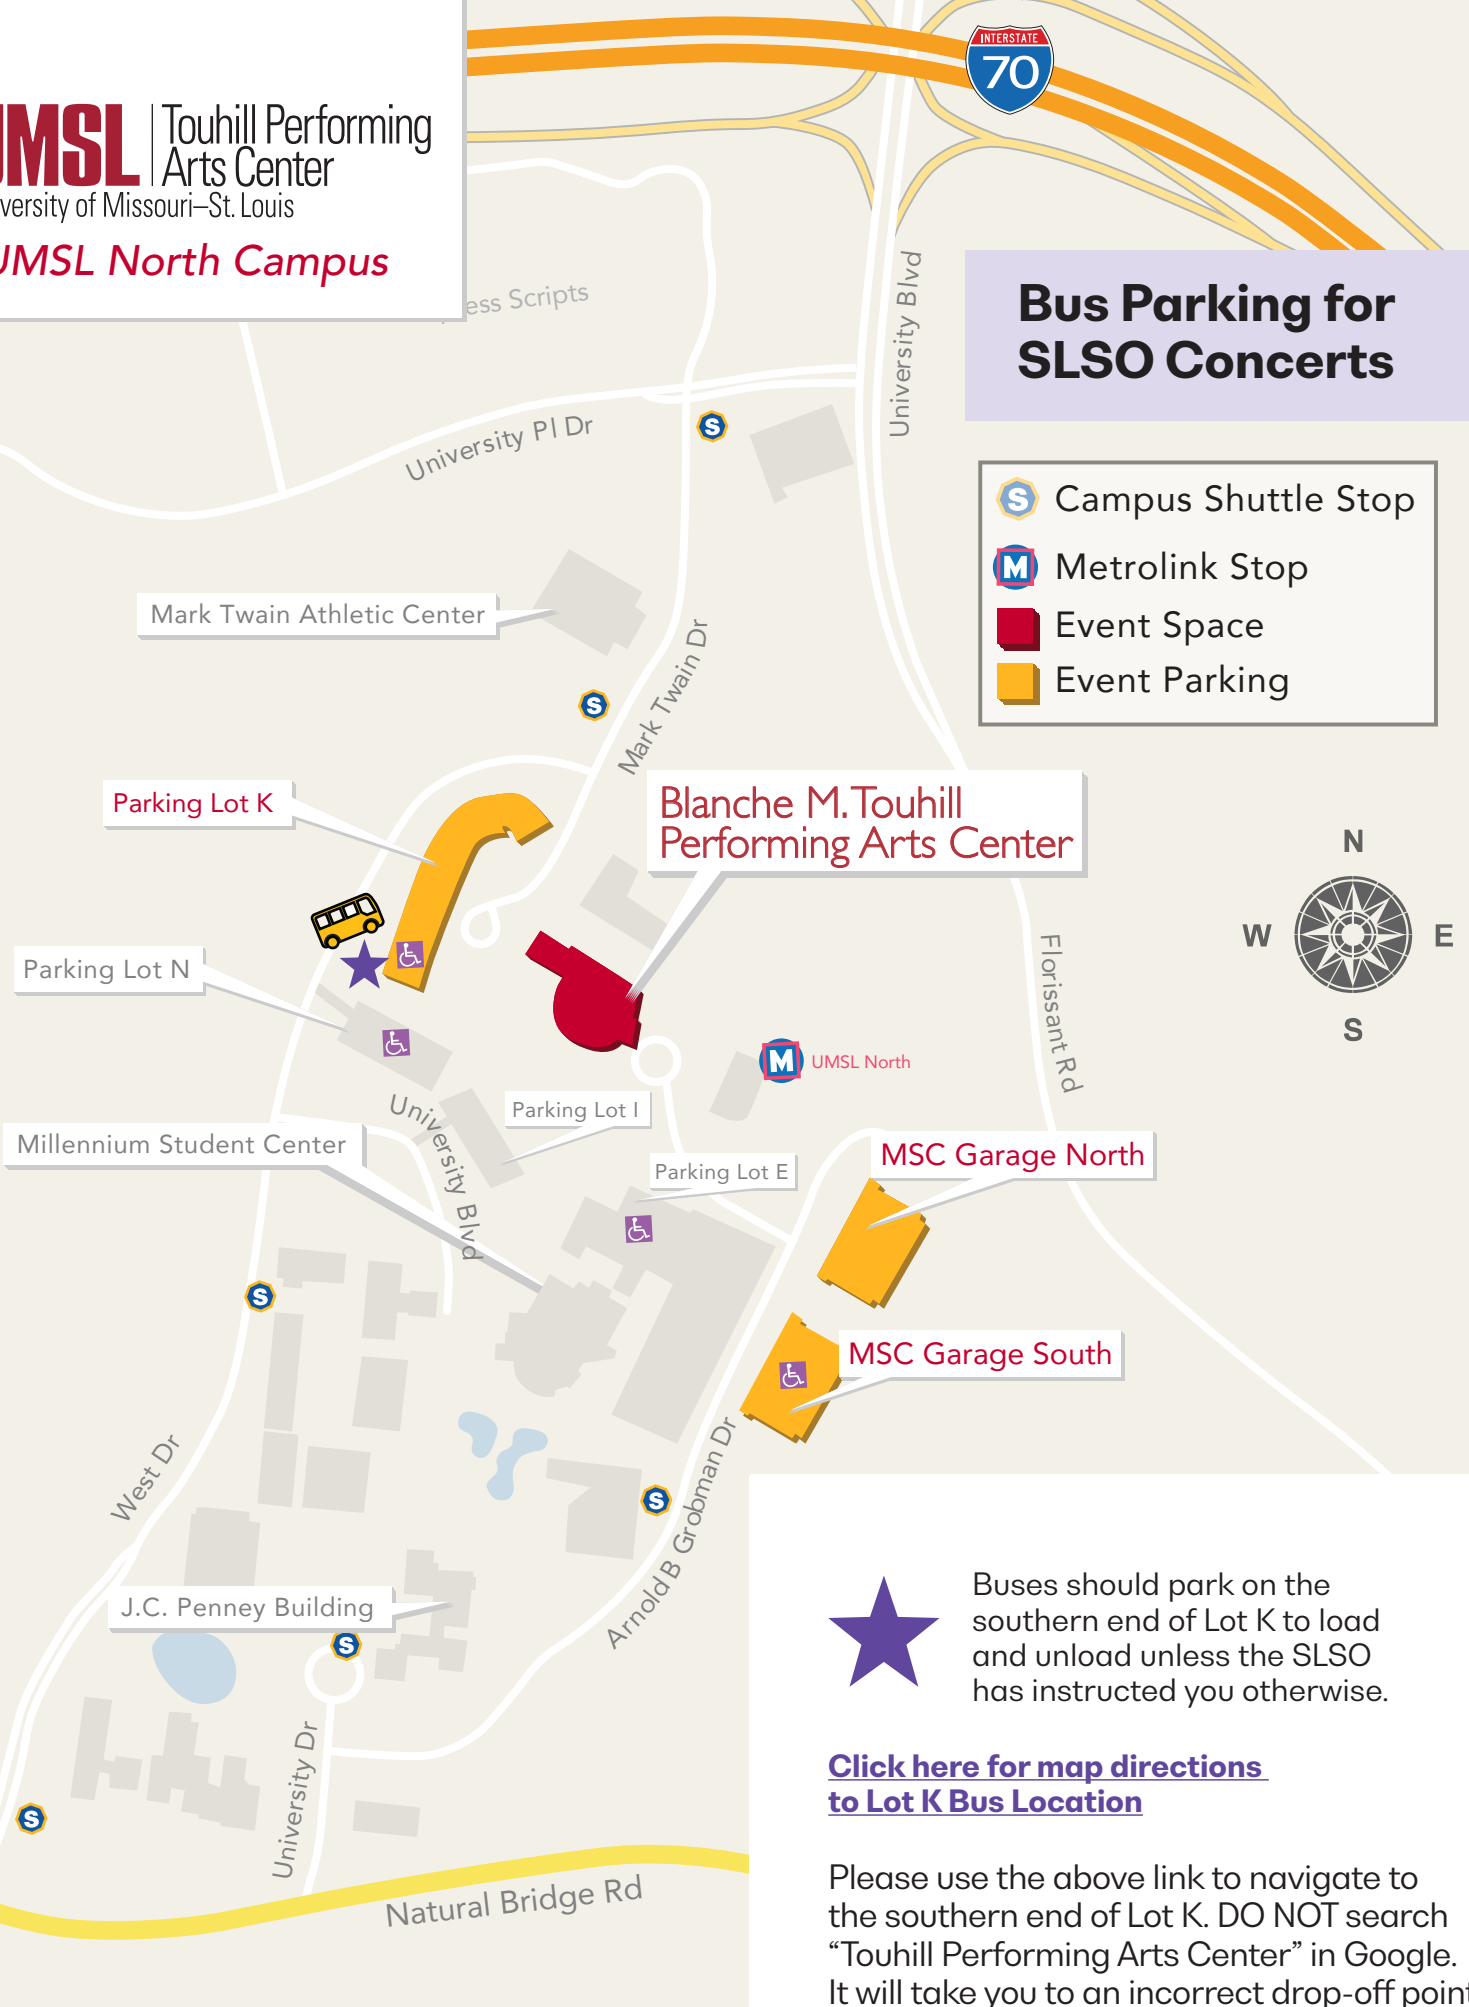 INTERSTATE
70
UMSL
Touhill Performing
Arts Center
versity of Missouri–St. Louis
UMSL North Campus
ess Scripts
University Blvd
Bus Parking for
SLSO Concerts
University Pl Dr
S
S Campus Shuttle Stop
M Metrolink Stop
Event Space
Event Parking
Mark Twain Athletic Center
Mark Twain Dr
S
Parking Lot K
Blanche M. Touhill
Performing Arts Center
N
W
E
S
Parking Lot N
Florissant Rd
M UMSL North
University Blvd
Parking Lot I
Millennium Student Center
MSC Garage North
Parking Lot E
S
MSC Garage South
West Dr
Arnold B Grobman Dr
S
J.C. Penney Building
S
University Dr
S
Natural Bridge Rd
Buses should park on the
southern end of Lot K to load
and unload unless the SLSO
has instructed you otherwise.
Click here for map directions
to Lot K Bus Location
Please use the above link to navigate to
the southern end of Lot K. DO NOT search
“Touhill Performing Arts Center” in Google.
It will take you to an incorrect drop-off point